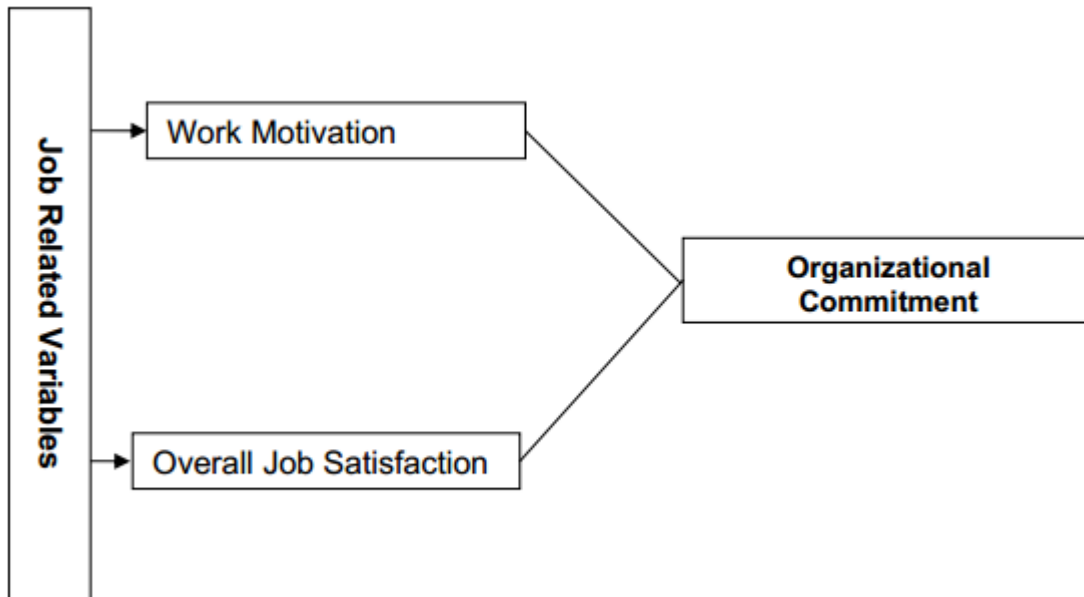 Job Related Variables
Work Motivation
Organizational
Commitment
Overall Job Satisfaction